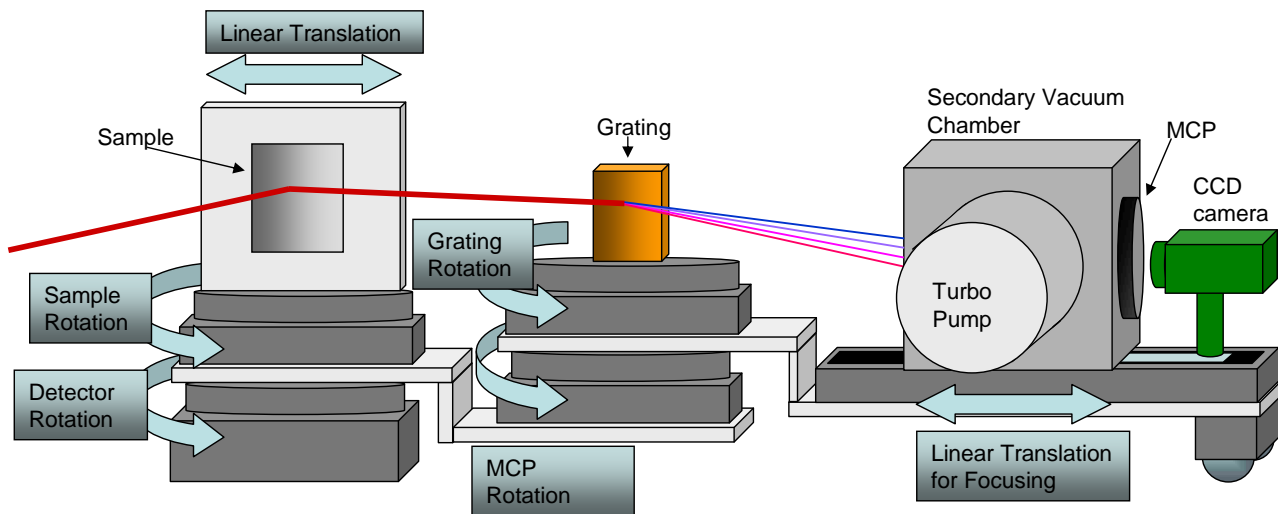 Linear Translation
Sample
Grating
Secondary Vacuum
Chamber
MCP
CCD
camera
Grating
Rotation
Sample
Rotation
Turbo
Pump
Detector
Rotation
MCP
Rotation
Linear Translation
for Focusing